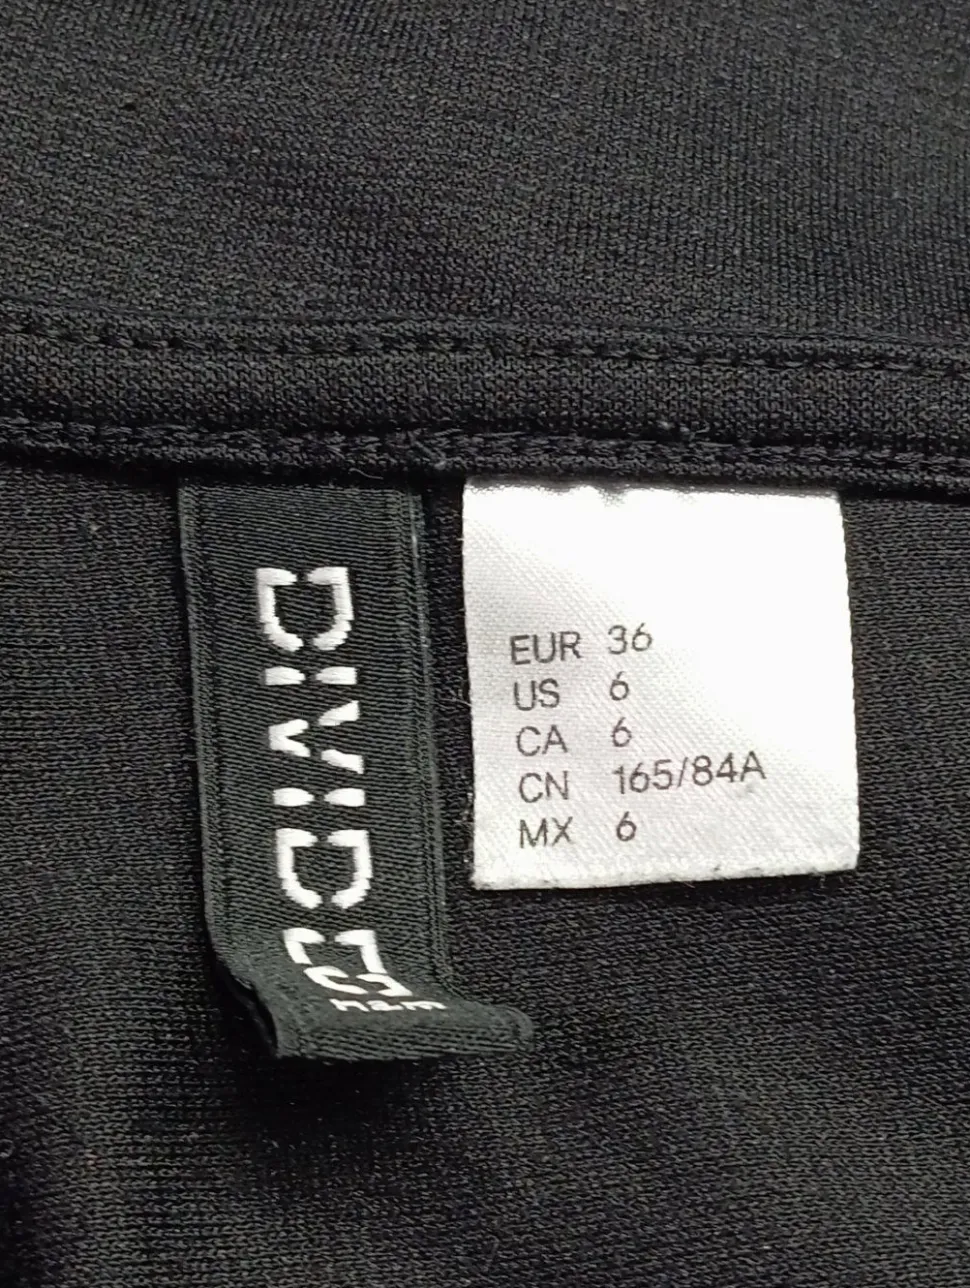 DIVIDED
h&m
EUR 36
US 6
CA 6
CN 165/84A
MX 6